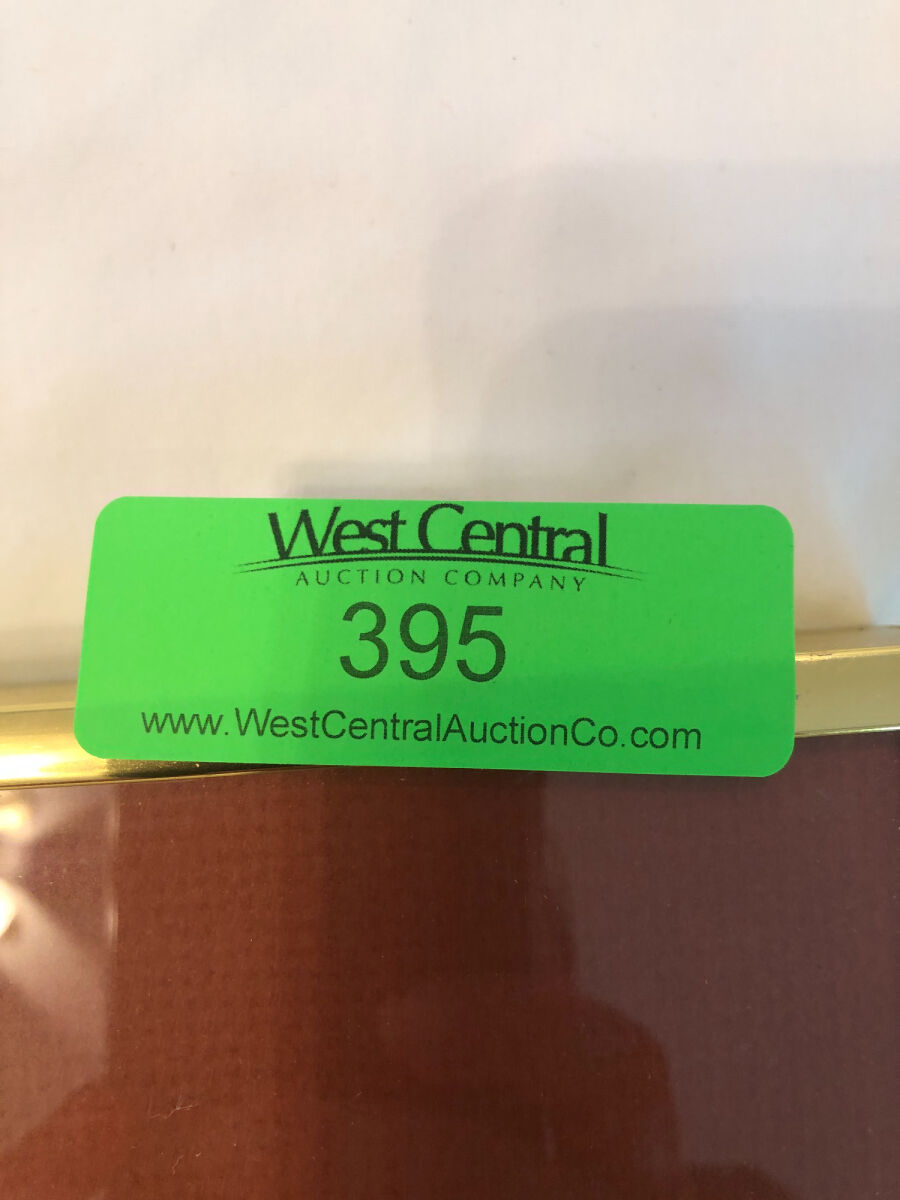 West Central
AUCTION COMPANY
395
www.WestCentralAuctionCo.com